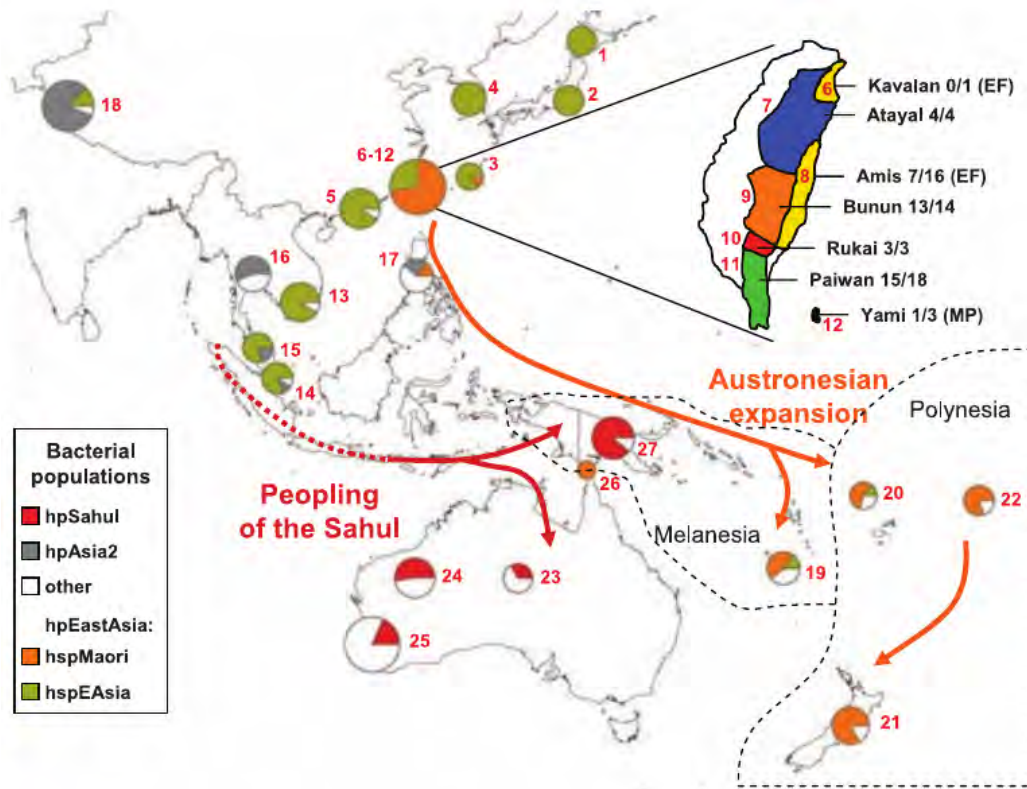 1
4
2
18
6-12
3
5
17
16
13
15
14
6
7
8
9
10
11
12
Kavalan 0/1 (EF)
Atayal 4/4
Amis 7/16 (EF)
Bunun 13/14
Rukai 3/3
Paiwan 15/18
Yami 1/3 (MP)
Austronesian
expansion
Polynesia
Bacterial
populations
hpSahul
hpAsia2
other
hpEastAsia:
hspMaori
hspEAsia
Peopling
of the Sahul
27
26
Melanesia
20
22
19
24
23
25
21